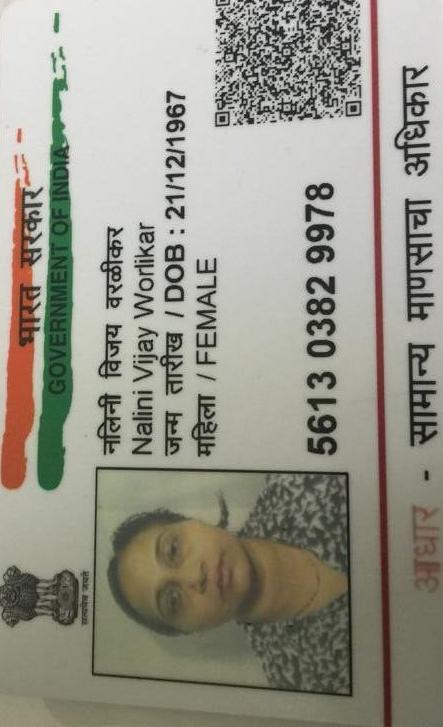 सत्यमेव जयते
भारत सरकार
GOVERNMENT OF INDIA
नलिनी विजय वरळीकर
Nalini Vijay Worlikar
जन्म तारीख / DOB : 21/12/1967
महिला / FEMALE
5613 0382 9978
आधार - सामान्य माणसाचा अधिकार